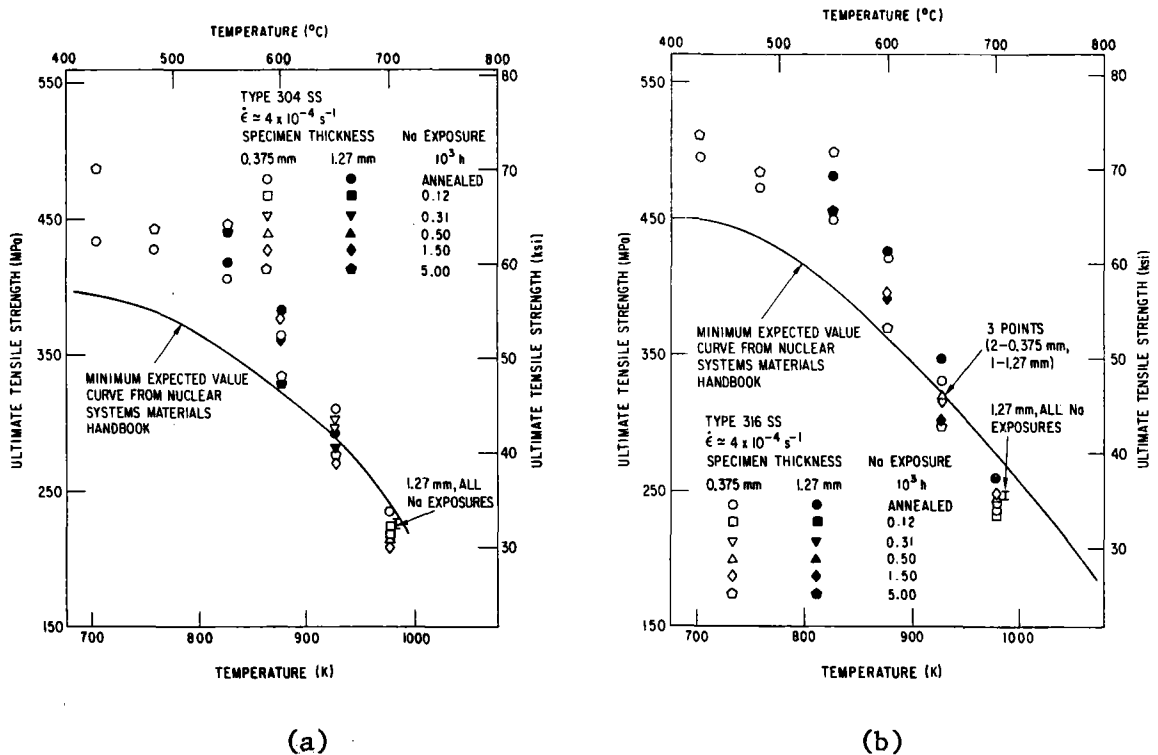 TEMPERATURE (°C)
400 500 600 700 800
550
450
350
250
150
ULTIMATE TENSILE STRENGTH (MPa)
TYPE 304 SS
ε̇ ≃ 4 x 10⁻⁴ s⁻¹
SPECIMEN THICKNESS Na EXPOSURE
0.375 mm 1.27 mm 10³ h
ANNEALED
0.12
0.31
0.50
1.50
5.00
MINIMUM EXPECTED VALUE
CURVE FROM NUCLEAR
SYSTEMS MATERIALS
HANDBOOK
1.27 mm, ALL
Na EXPOSURES
80
70
60
50
40
30
ULTIMATE TENSILE STRENGTH (ksi)
700 800 900 1000
TEMPERATURE (K)
(a)
TEMPERATURE (°C)
400 500 600 700 800
550
450
350
250
150
ULTIMATE TENSILE STRENGTH (MPa)
MINIMUM EXPECTED VALUE
CURVE FROM NUCLEAR
SYSTEMS MATERIALS
HANDBOOK
3 POINTS
(2-0.375 mm,
1-1.27 mm)
1.27 mm, ALL Na
EXPOSURES
TYPE 316 SS
ε̇ ≃ 4 x 10⁻⁴ s⁻¹
SPECIMEN THICKNESS Na EXPOSURE
0.375 mm 1.27 mm 10³ h
ANNEALED
0.12
0.31
0.50
1.50
5.00
80
70
60
50
40
30
ULTIMATE TENSILE STRENGTH (ksi)
700 800 900 1000
TEMPERATURE (K)
(b)